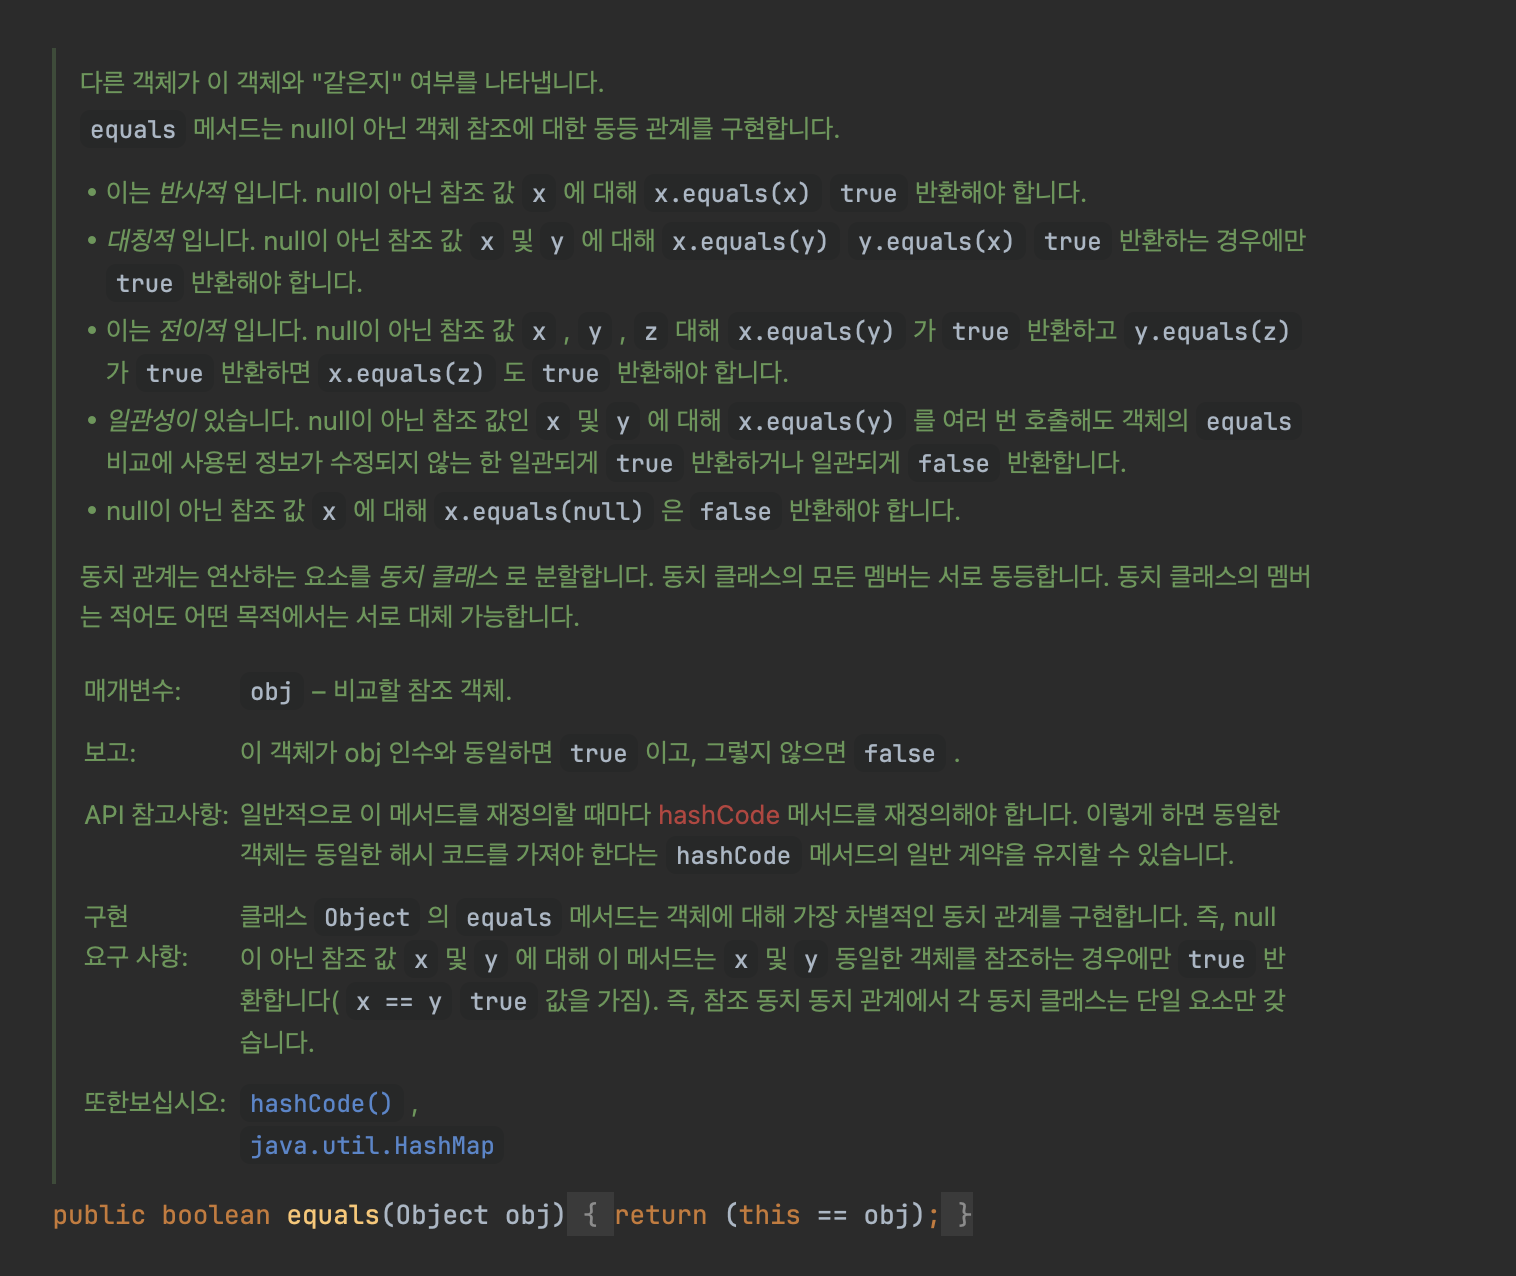 다른 객체가 이 객체와 "같은지" 여부를 나타냅니다.
equals 메서드는 null이 아닌 객체 참조에 대한 동등 관계를 구현합니다.
• 이는 반사적 입니다. null이 아닌 참조 값 x 에 대해 x.equals(x) true 반환해야 합니다.
• 대칭적 입니다. null이 아닌 참조 값 x 및 y 에 대해 x.equals(y) y.equals(x) true 반환하는 경우에만
true 반환해야 합니다.
• 이는 전이적 입니다. null이 아닌 참조 값 x , y , z 대해 x.equals(y) 가 true 반환하고 y.equals(z)
가 true 반환하면 x.equals(z) 도 true 반환해야 합니다.
• 일관성이 있습니다. null이 아닌 참조 값인 x 및 y 에 대해 x.equals(y) 를 여러 번 호출해도 객체의 equals
비교에 사용된 정보가 수정되지 않는 한 일관되게 true 반환하거나 일관되게 false 반환합니다.
• null이 아닌 참조 값 x 에 대해 x.equals(null) 은 false 반환해야 합니다.
동치 관계는 연산하는 요소를 동치 클래스 로 분할합니다. 동치 클래스의 모든 멤버는 서로 동등합니다. 동치 클래스의 멤버
는 적어도 어떤 목적에서는 서로 대체 가능합니다.
매개변수: obj – 비교할 참조 객체.
보고: 이 객체가 obj 인수와 동일하면 true 이고, 그렇지 않으면 false .
API 참고사항: 일반적으로 이 메서드를 재정의할 때마다 hashCode 메서드를 재정의해야 합니다. 이렇게 하면 동일한
객체는 동일한 해시 코드를 가져야 한다는 hashCode 메서드의 일반 계약을 유지할 수 있습니다.
구현 클래스 Object 의 equals 메서드는 객체에 대해 가장 차별적인 동치 관계를 구현합니다. 즉, null
요구 사항: 이 아닌 참조 값 x 및 y 에 대해 이 메서드는 x 및 y 동일한 객체를 참조하는 경우에만 true 반
환합니다( x == y true 값을 가짐). 즉, 참조 동치 동치 관계에서 각 동치 클래스는 단일 요소만 갖
습니다.
또한보십시오: hashCode() ,
java.util.HashMap
public boolean equals(Object obj) { return (this == obj); }